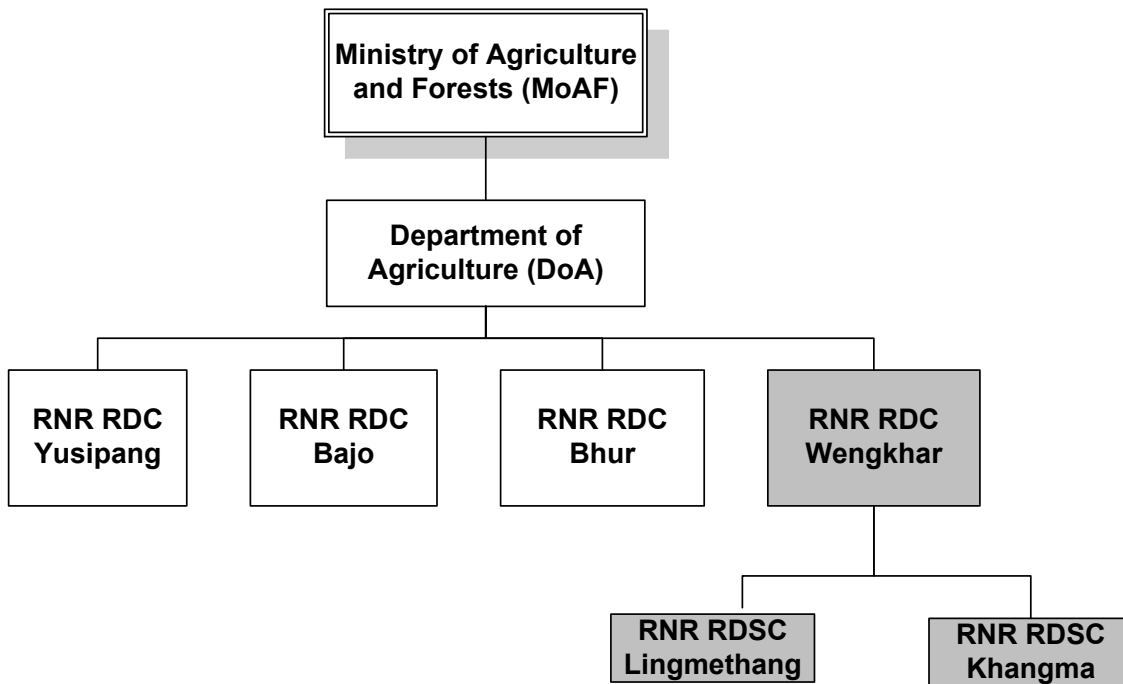 Ministry of Agriculture
and Forests (MoAF)
Department of
Agriculture (DoA)
RNR RDC
Yusipang
RNR RDC
Bajo
RNR RDC
Bhur
RNR RDC
Wengkhar
RNR RDSC
Lingmethang
RNR RDSC
Khangma